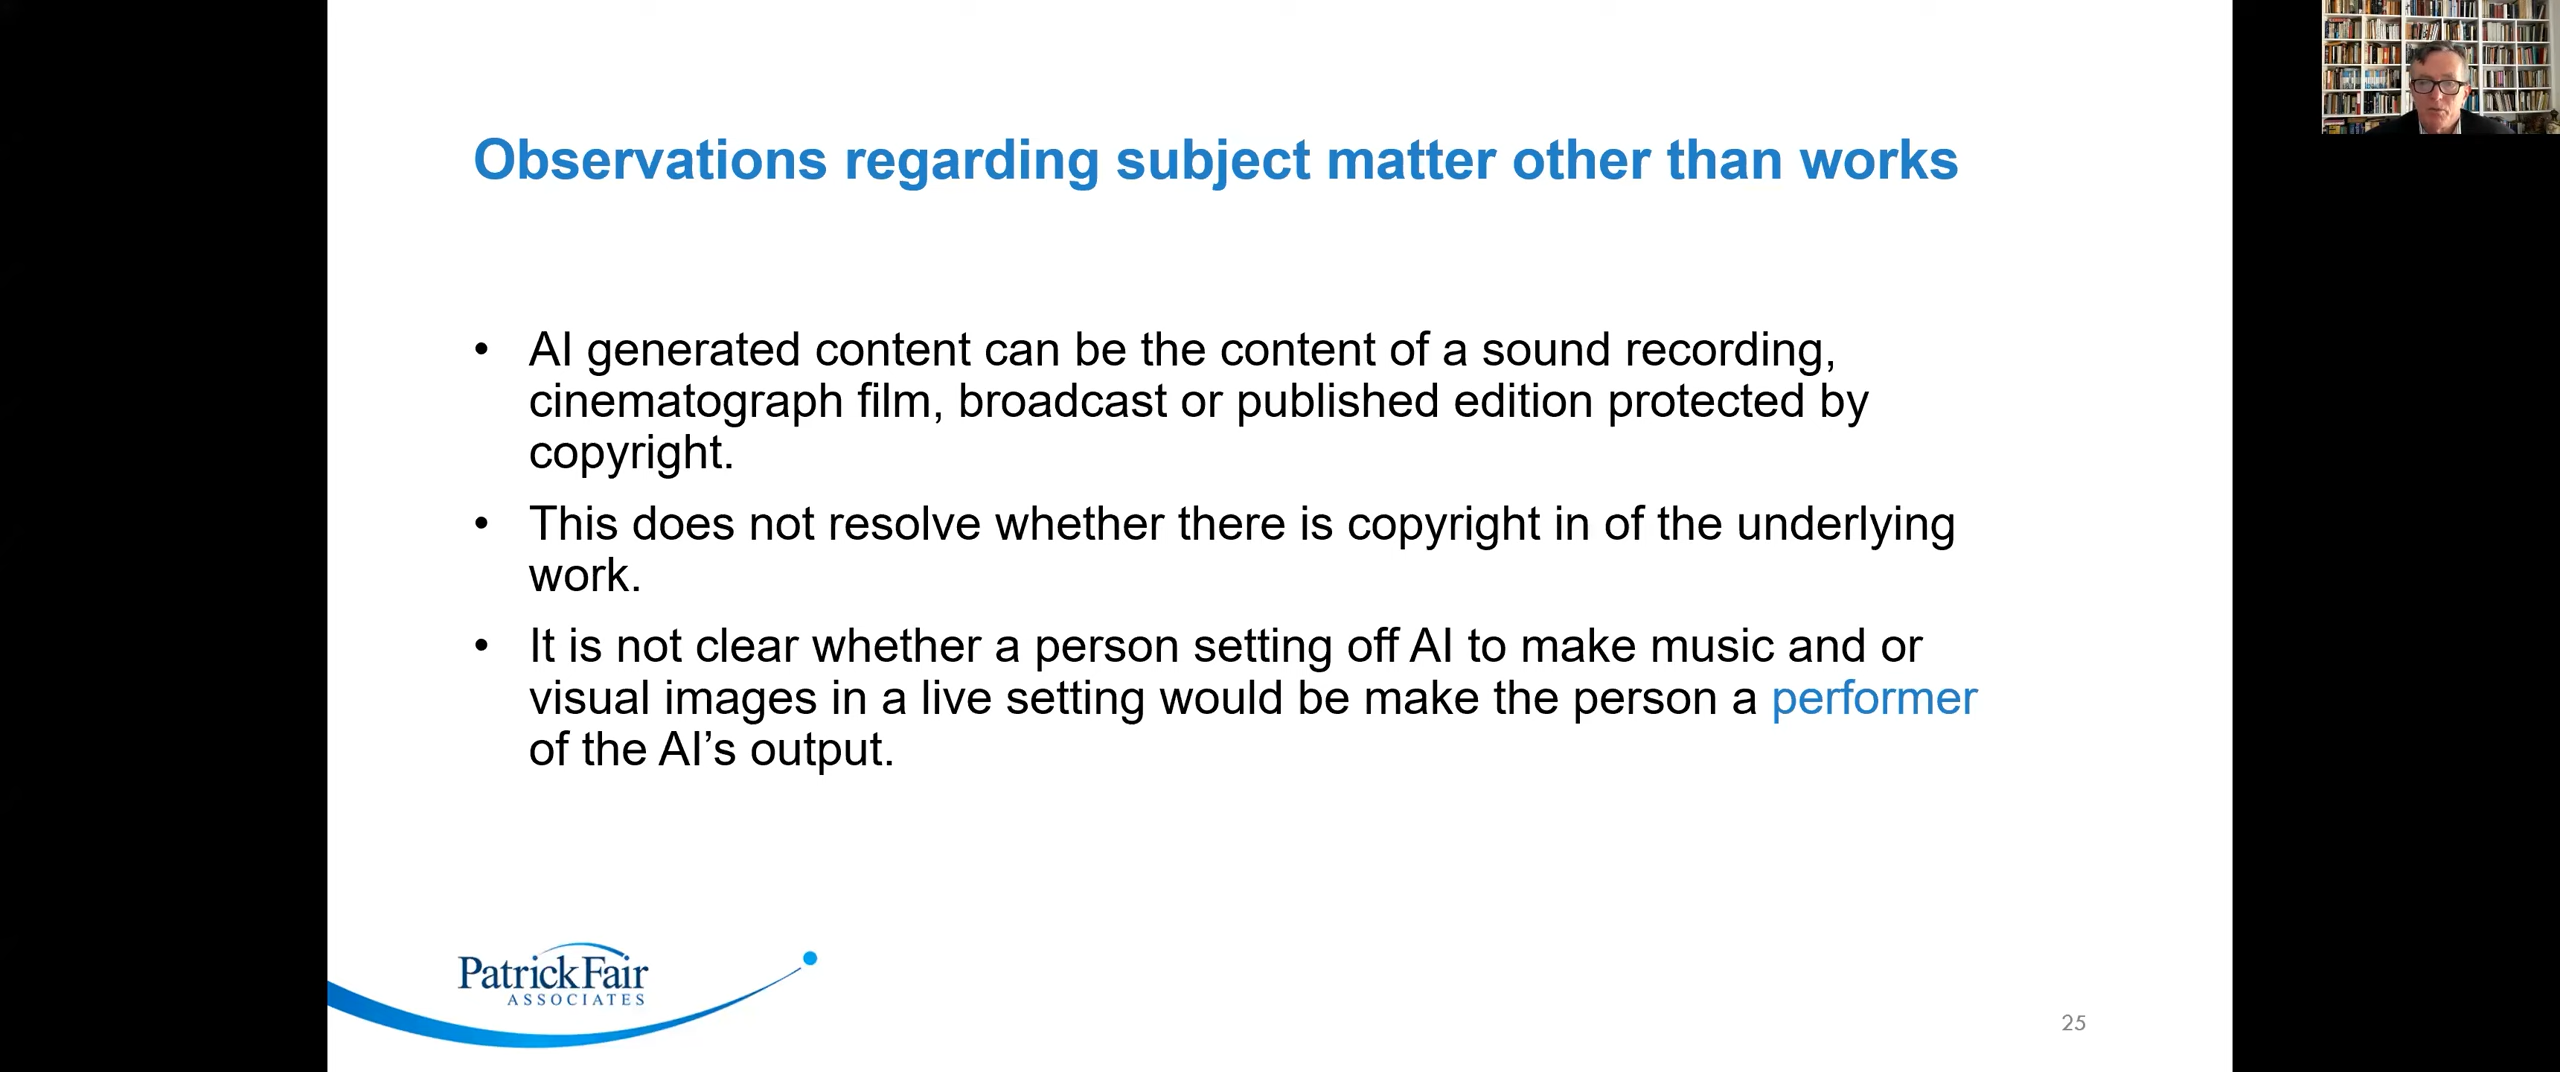 Observations regarding subject matter other than works
• AI generated content can be the content of a sound recording,
cinematograph film, broadcast or published edition protected by
copyright.
• This does not resolve whether there is copyright in of the underlying
work.
• It is not clear whether a person setting off AI to make music and or
visual images in a live setting would be make the person a performer
of the AI’s output.
PatrickFair
ASSOCIATES
25